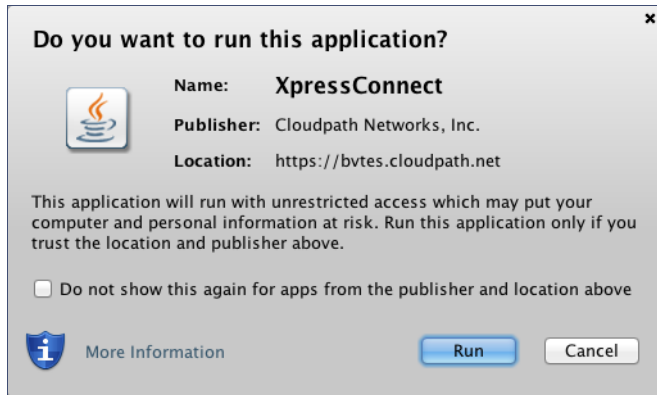 Do you want to run this application?
Name: XpressConnect
Publisher: Cloudpath Networks, Inc.
Location: https://bvtes.cloudpath.net
This application will run with unrestricted access which may put your
computer and personal information at risk. Run this application only if you
trust the location and publisher above.
Do not show this again for apps from the publisher and location above
More Information
Run
Cancel